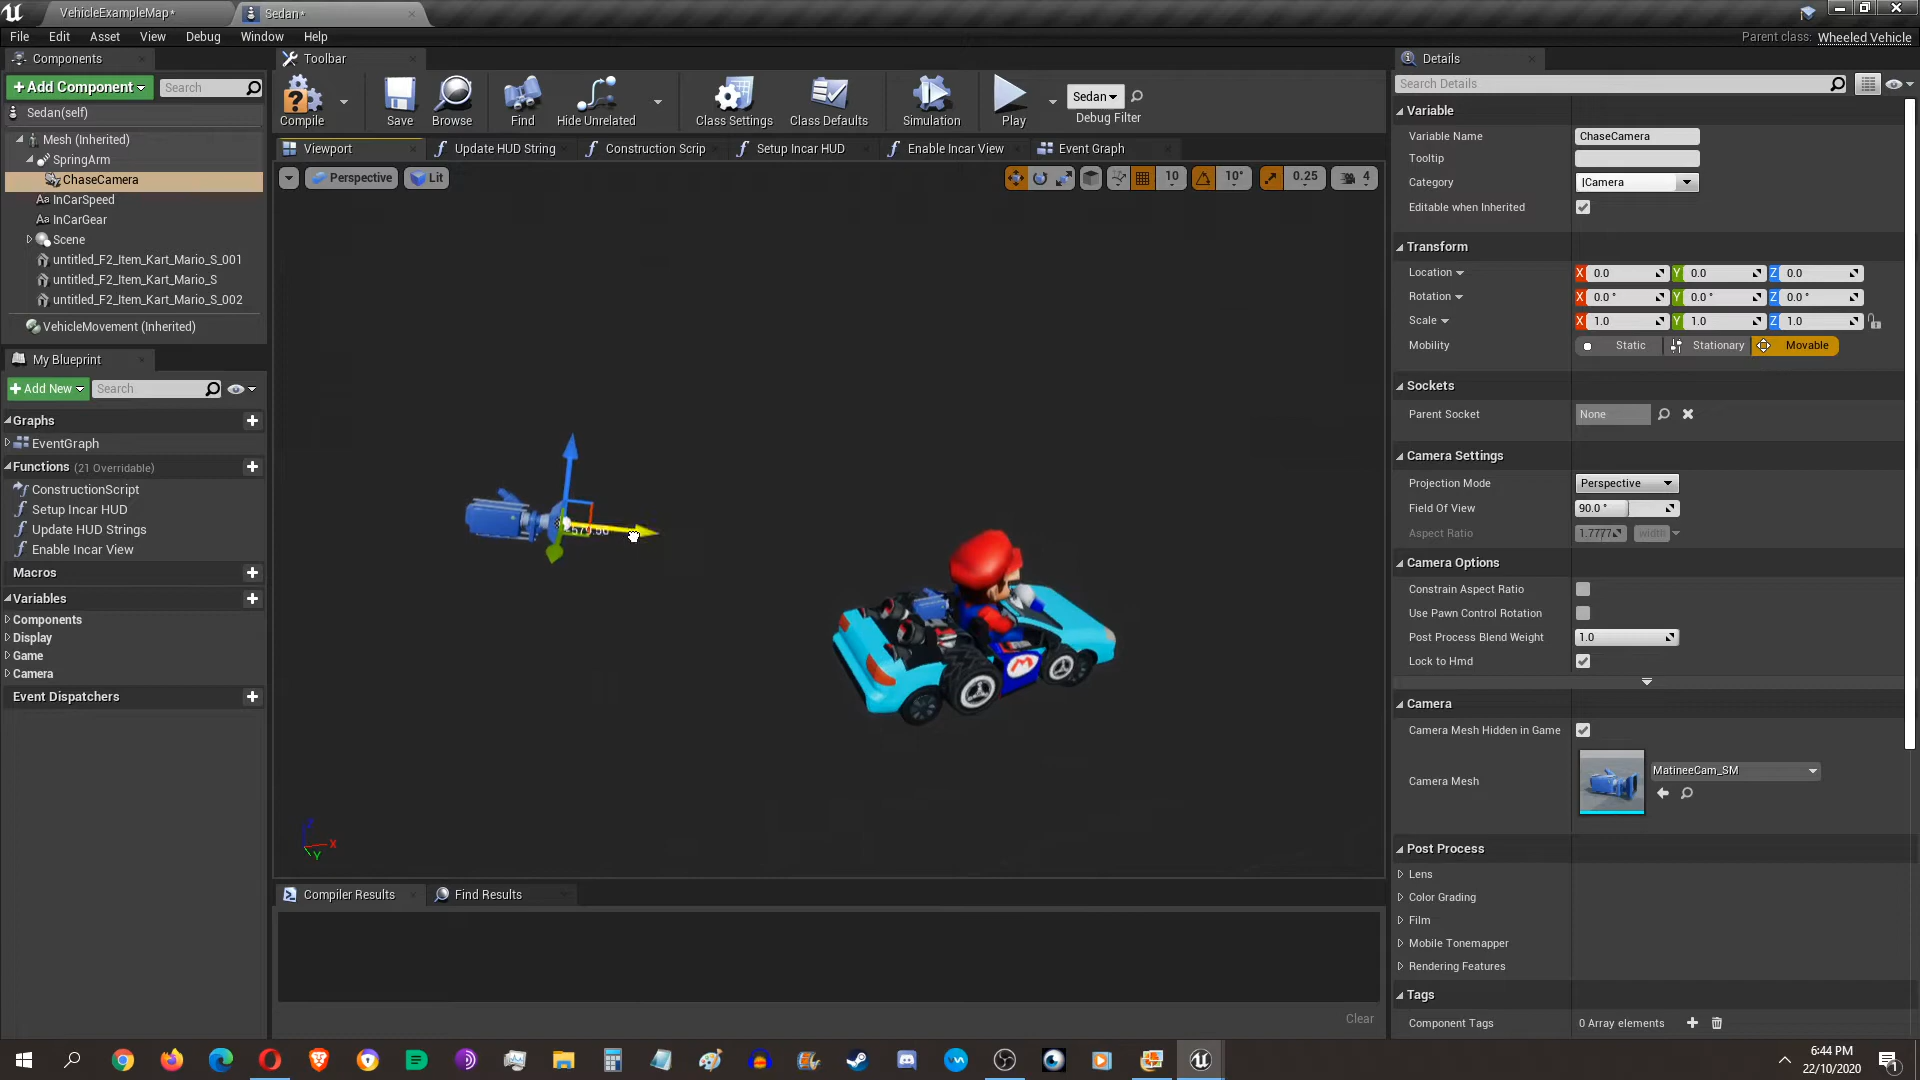 VehicleExampleMap*
Sedan*
File Edit Asset View Debug Window Help
Parent class: Wheeled Vehicle
Components
+Add Component
Search
Sedan(self)
Mesh (Inherited)
SpringArm
ChaseCamera
Aa InCarSpeed
Aa InCarGear
Scene
untitled_F2_Item_Kart_Mario_S_001
untitled_F2_Item_Kart_Mario_S
untitled_F2_Item_Kart_Mario_S_002
VehicleMovement (Inherited)
My Blueprint
+Add New
Search
Graphs
EventGraph
Functions (21 Overridable)
ConstructionScript
Setup Incar HUD
Update HUD Strings
Enable Incar View
Macros
Variables
Components
Display
Game
Camera
Event Dispatchers
Toolbar
Compile
Save
Browse
Find
Hide Unrelated
Class Settings
Class Defaults
Simulation
Play
Sedan
Debug Filter
Viewport
Update HUD String
Construction Scrip
Setup Incar HUD
Enable Incar View
Event Graph
Perspective
Lit
10
10°
0.25
4
M
X
Y
Compiler Results
Find Results
Clear
Details
Search Details
Variable
Variable Name ChaseCamera
Tooltip
Category |Camera
Editable when Inherited
Transform
Location X 0.0 Y 0.0 Z 0.0
Rotation X 0.0 ° Y 0.0 ° Z 0.0 °
Scale X 1.0 Y 1.0 Z 1.0
Mobility Static Stationary Movable
Sockets
Parent Socket None
Camera Settings
Projection Mode Perspective
Field Of View 90.0 °
Aspect Ratio 1.7777 width
Camera Options
Constrain Aspect Ratio
Use Pawn Control Rotation
Post Process Blend Weight 1.0
Lock to Hmd
Camera
Camera Mesh Hidden in Game
Camera Mesh MatineeCam_SM
Post Process
Lens
Color Grading
Film
Mobile Tonemapper
Rendering Features
Tags
Component Tags 0 Array elements
6:44 PM
22/10/2020
1